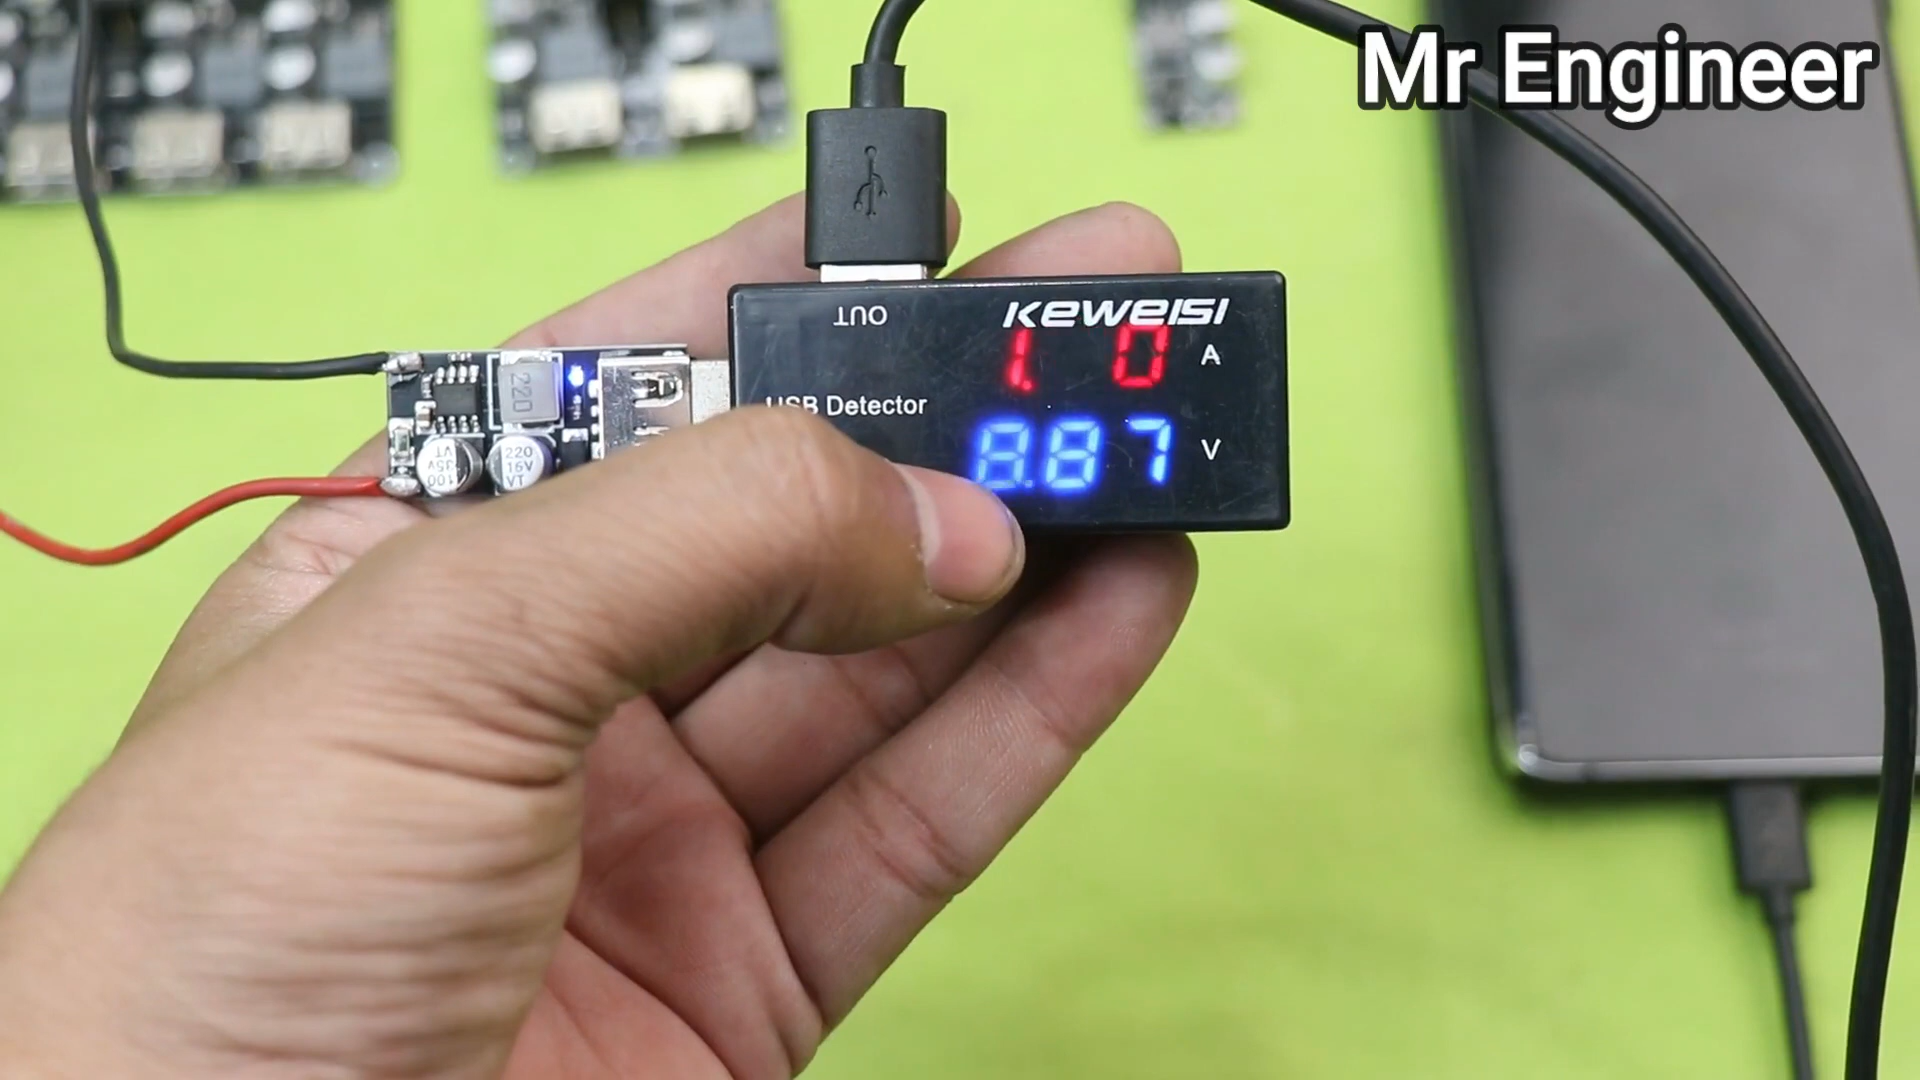 Mr Engineer
OUT
KEWEISI
1.0 A
USB Detector
8.87 V
220
220
16V
VT
100
35V
VT